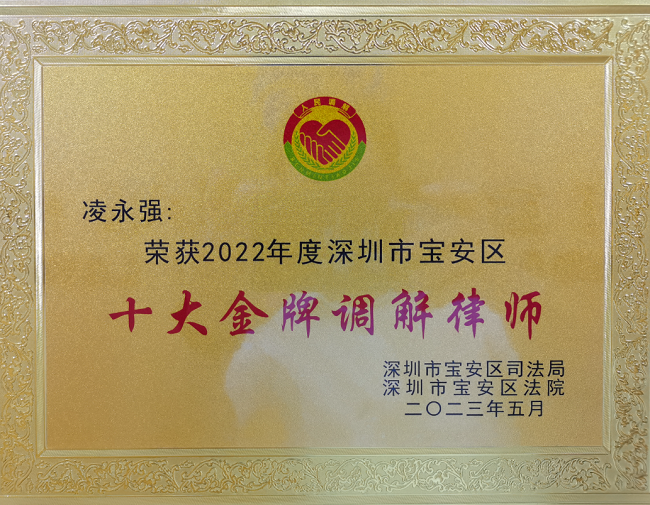 人民调解
凌永强:
荣获2022年度深圳市宝安区
十大金牌调解律师
深圳市宝安区司法局
深圳市宝安区法院
二〇二三年五月